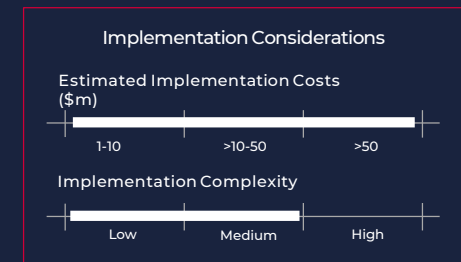 Implementation Considerations
Estimated Implementation Costs
($m)
1-10 >10-50 >50
Implementation Complexity
Low Medium High